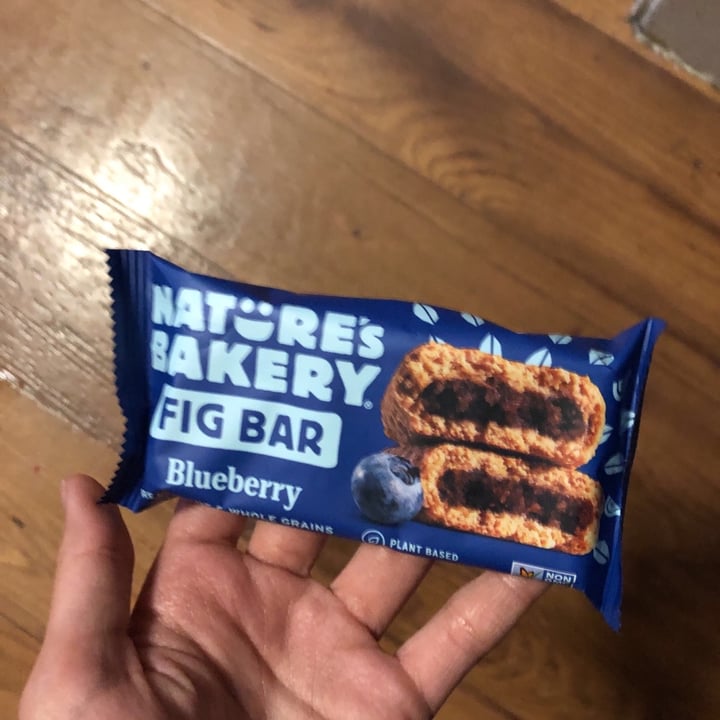 NATURE'S
BAKERY®
FIG BAR
Blueberry
WHOLE GRAINS
PLANT BASED
NON